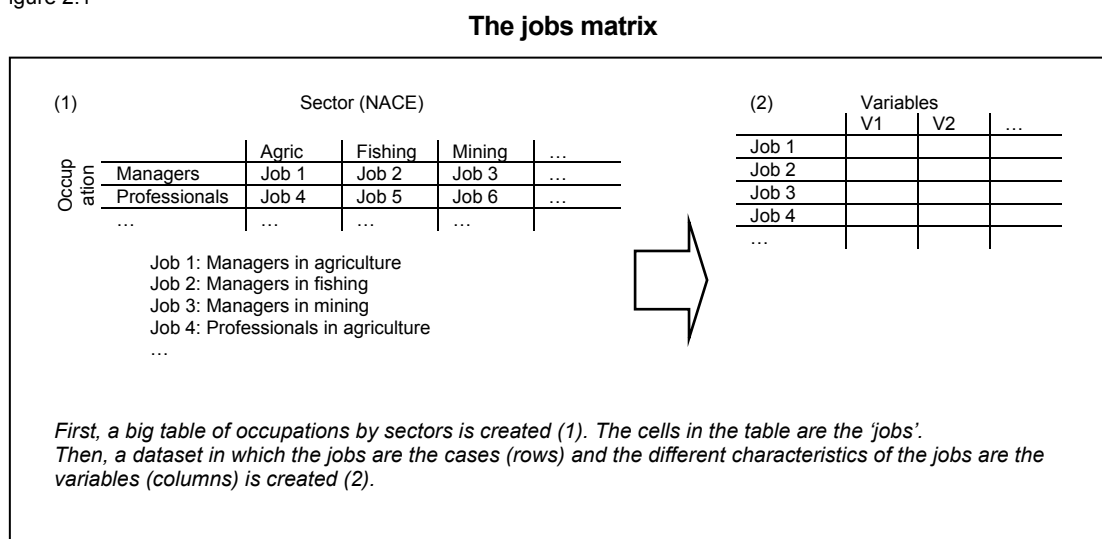 igure 2.1
The jobs matrix
(1) Sector (NACE)
Occup
ation
Agric Fishing Mining …
Managers Job 1 Job 2 Job 3 …
Professionals Job 4 Job 5 Job 6 …
… … … …
Job 1: Managers in agriculture
Job 2: Managers in fishing
Job 3: Managers in mining
Job 4: Professionals in agriculture
…
(2) Variables
V1 V2 …
Job 1
Job 2
Job 3
Job 4
…
First, a big table of occupations by sectors is created (1). The cells in the table are the ‘jobs’.
Then, a dataset in which the jobs are the cases (rows) and the different characteristics of the jobs are the
variables (columns) is created (2).